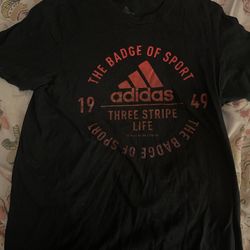 THE BADGE OF SPORT
adidas
19 49
THREE STRIPE
LIFE
THE BADGE OF SPORT